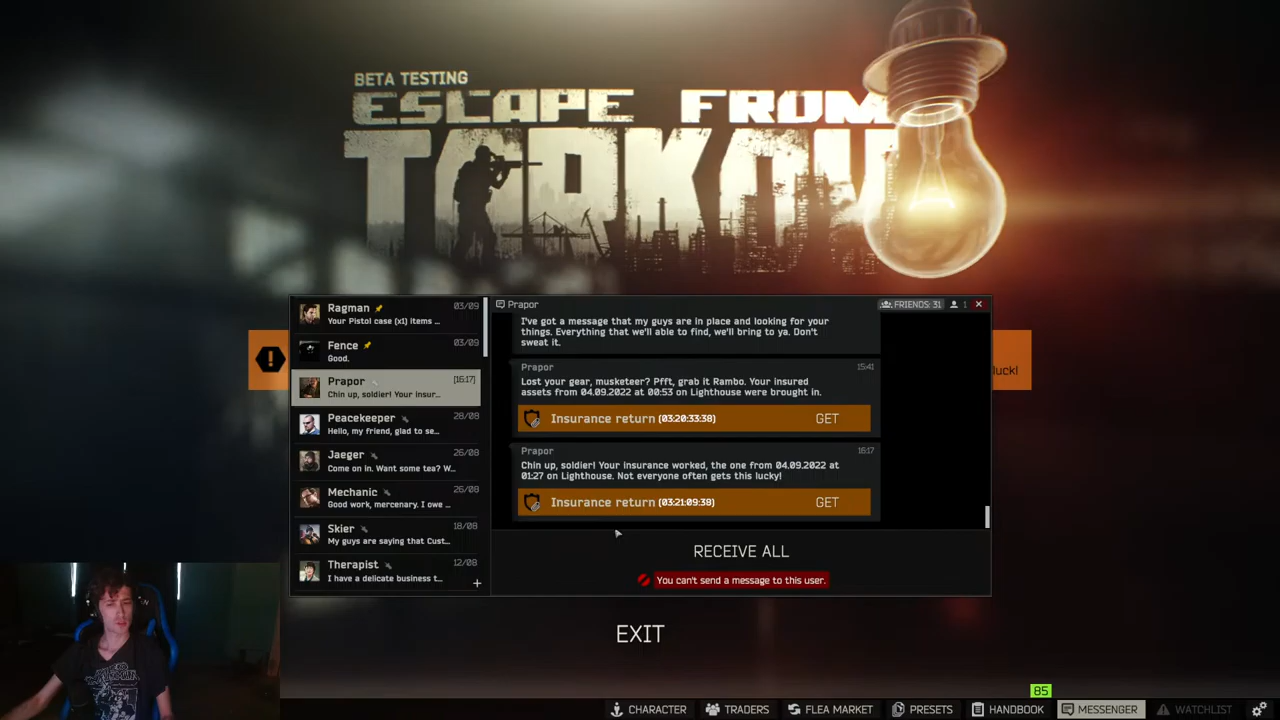 BETA TESTING
ESCAPE FROM
TARKOV
Ragman
03/09
Your Pistol case (x1) items ...
Fence
03/09
Good.
Prapor
[16:17]
Chin up, soldier! Your insur...
Peacekeeper
28/08
Hello, my friend, glad to se...
Jaeger
26/08
Come on in. Want some tea? W...
Mechanic
26/08
Good work, mercenary. I owe ...
Skier
18/08
My guys are saying that Cust...
Therapist
12/08
I have a delicate business t...
+
Prapor
FRIENDS: 31
1
I've got a message that my guys are in place and looking for your
things. Everything that we'll able to find, we'll bring to ya. Don't
sweat it.
Prapor
15:41
Lost your gear, musketeer? Pffft, grab it Rambo. Your insured
assets from 04.09.2022 at 00:53 on Lighthouse were brought in.
Insurance return (03:20:33:38)
GET
Prapor
16:17
Chin up, soldier! Your insurance worked, the one from 04.09.2022 at
01:27 on Lighthouse. Not everyone often gets this lucky!
Insurance return (03:21:09:38)
GET
luck!
RECEIVE ALL
You can't send a message to this user.
EXIT
85
CHARACTER
TRADERS
FLEA MARKET
PRESETS
HANDBOOK
MESSENGER
WATCHLIST